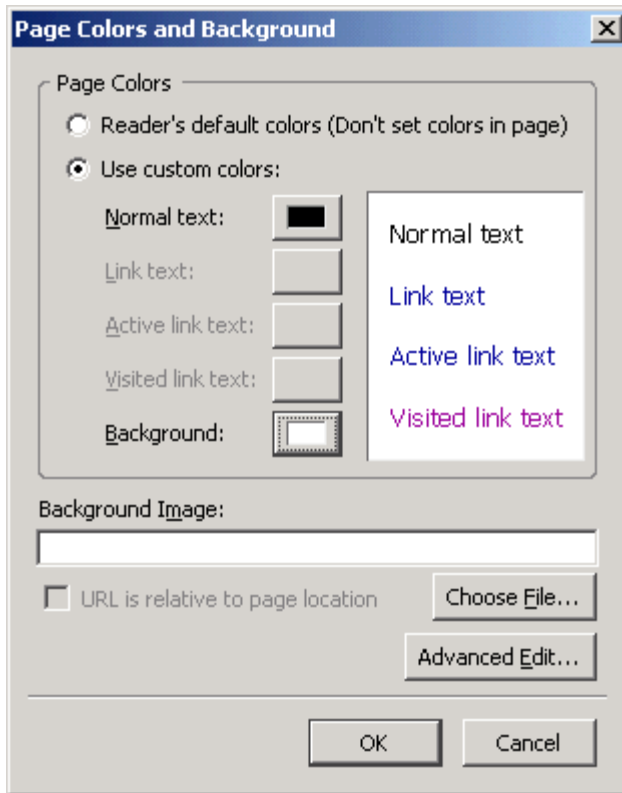 Page Colors and Background
Page Colors
Reader's default colors (Don't set colors in page)
Use custom colors:
Normal text:
Link text:
Active link text:
Visited link text:
Background:
Normal text
Link text
Active link text
Visited link text
Background Image:
URL is relative to page location
Choose File...
Advanced Edit...
OK
Cancel